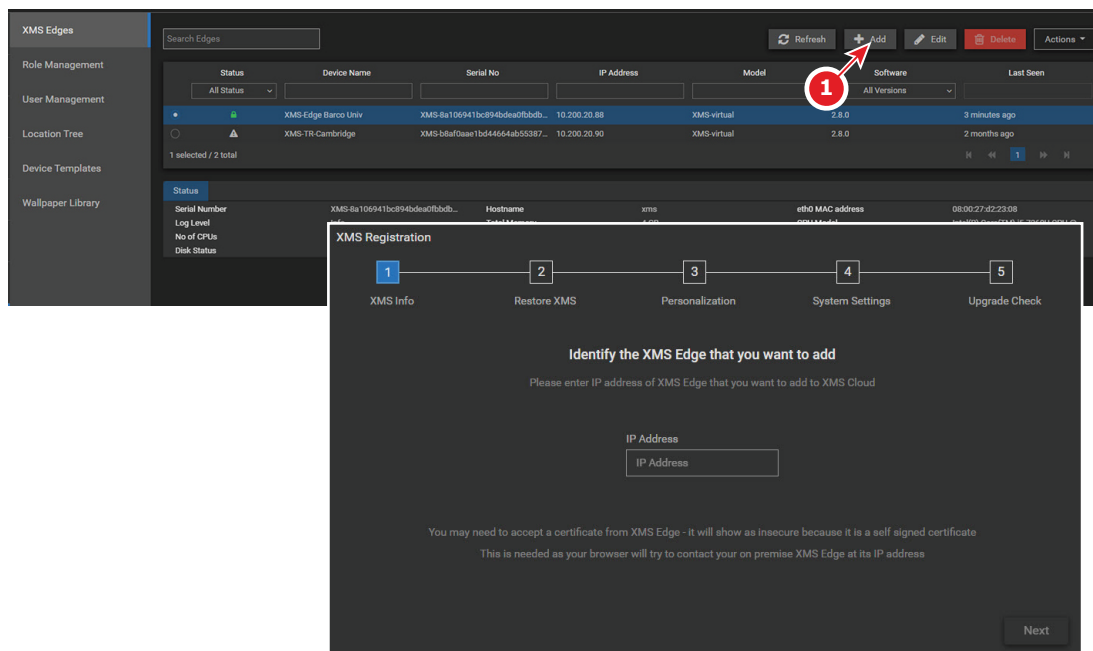 XMS Edges
Role Management
User Management
Location Tree
Device Templates
Wallpaper Library
Search Edges
Refresh
Add
Edit
Delete
Actions
1
Status Device Name Serial No IP Address Model Software Last Seen
All Status All Versions
XMS-Edge Barco Univ XMS-8a106941bc894bdea0fbbdb... 10.200.20.88 XMS-virtual 2.8.0 3 minutes ago
XMS-TR-Cambridge XMS-b8af0aae1bd44664ab55387... 10.200.20.90 XMS-virtual 2.8.0 2 months ago
1 selected / 2 total 1
Status
Serial Number XMS-8a106941bc894bdea0fbbdb... Hostname xms eth0 MAC address 08:00:27:d2:23:08
Log Level
No of CPUs
Disk Status
XMS Registration
1 2 3 4 5
XMS Info Restore XMS Personalization System Settings Upgrade Check
Identify the XMS Edge that you want to add
Please enter IP address of XMS Edge that you want to add to XMS Cloud
IP Address
IP Address
You may need to accept a certificate from XMS Edge - it will show as insecure because it is a self signed certificate
This is needed as your browser will try to contact your on premise XMS Edge at its IP address
Next